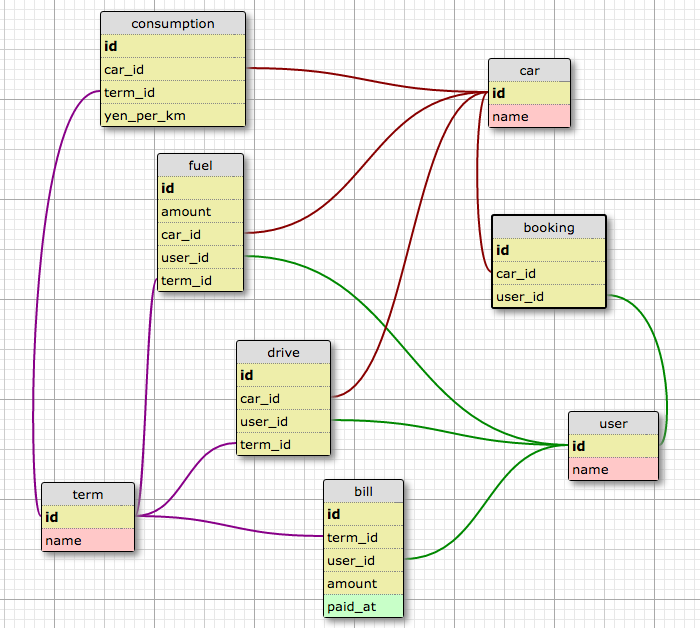 consumption
id
car_id
term_id
yen_per_km
car
id
name
fuel
id
amount
car_id
user_id
term_id
booking
id
car_id
user_id
drive
id
car_id
user_id
term_id
user
id
name
term
id
name
bill
id
term_id
user_id
amount
paid_at